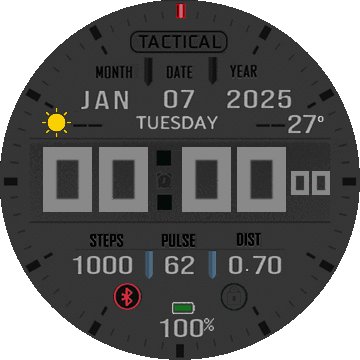 TACTICAL
MONTH DATE YEAR
JAN 07 2025
TUESDAY 27°
00:00 00
STEPS PULSE DIST
1000 62 0.70
100%